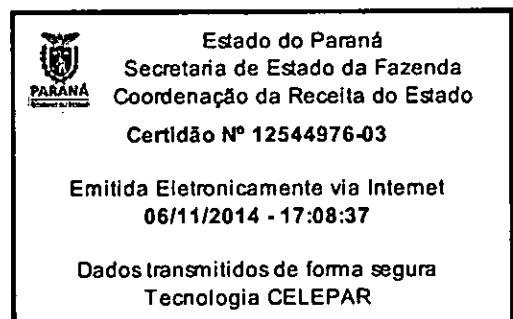 Estado do Paraná
Secretaria de Estado da Fazenda
PARANÁ
Coordenação da Receita do Estado
Certidão Nº 12544976-03
Emitida Eletronicamente via Internet
06/11/2014 - 17:08:37
Dados transmitidos de forma segura
Tecnologia CELEPAR